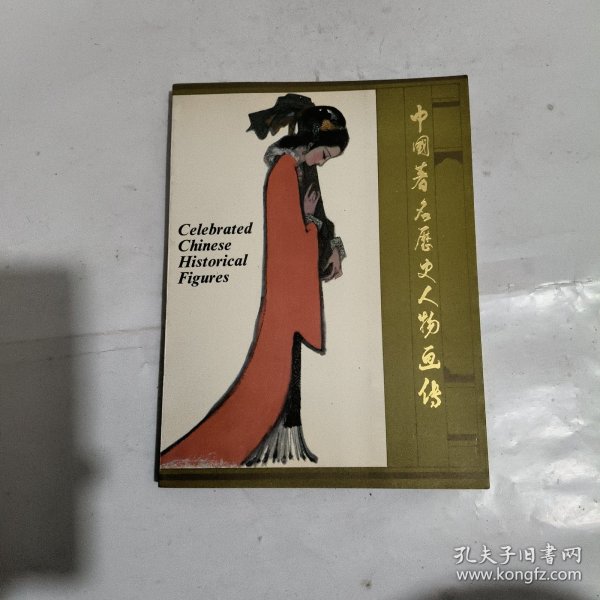 中國著名歷史人物画传
Celebrated
Chinese
Historical
Figures
孔夫子旧书网
www.kongfz.com